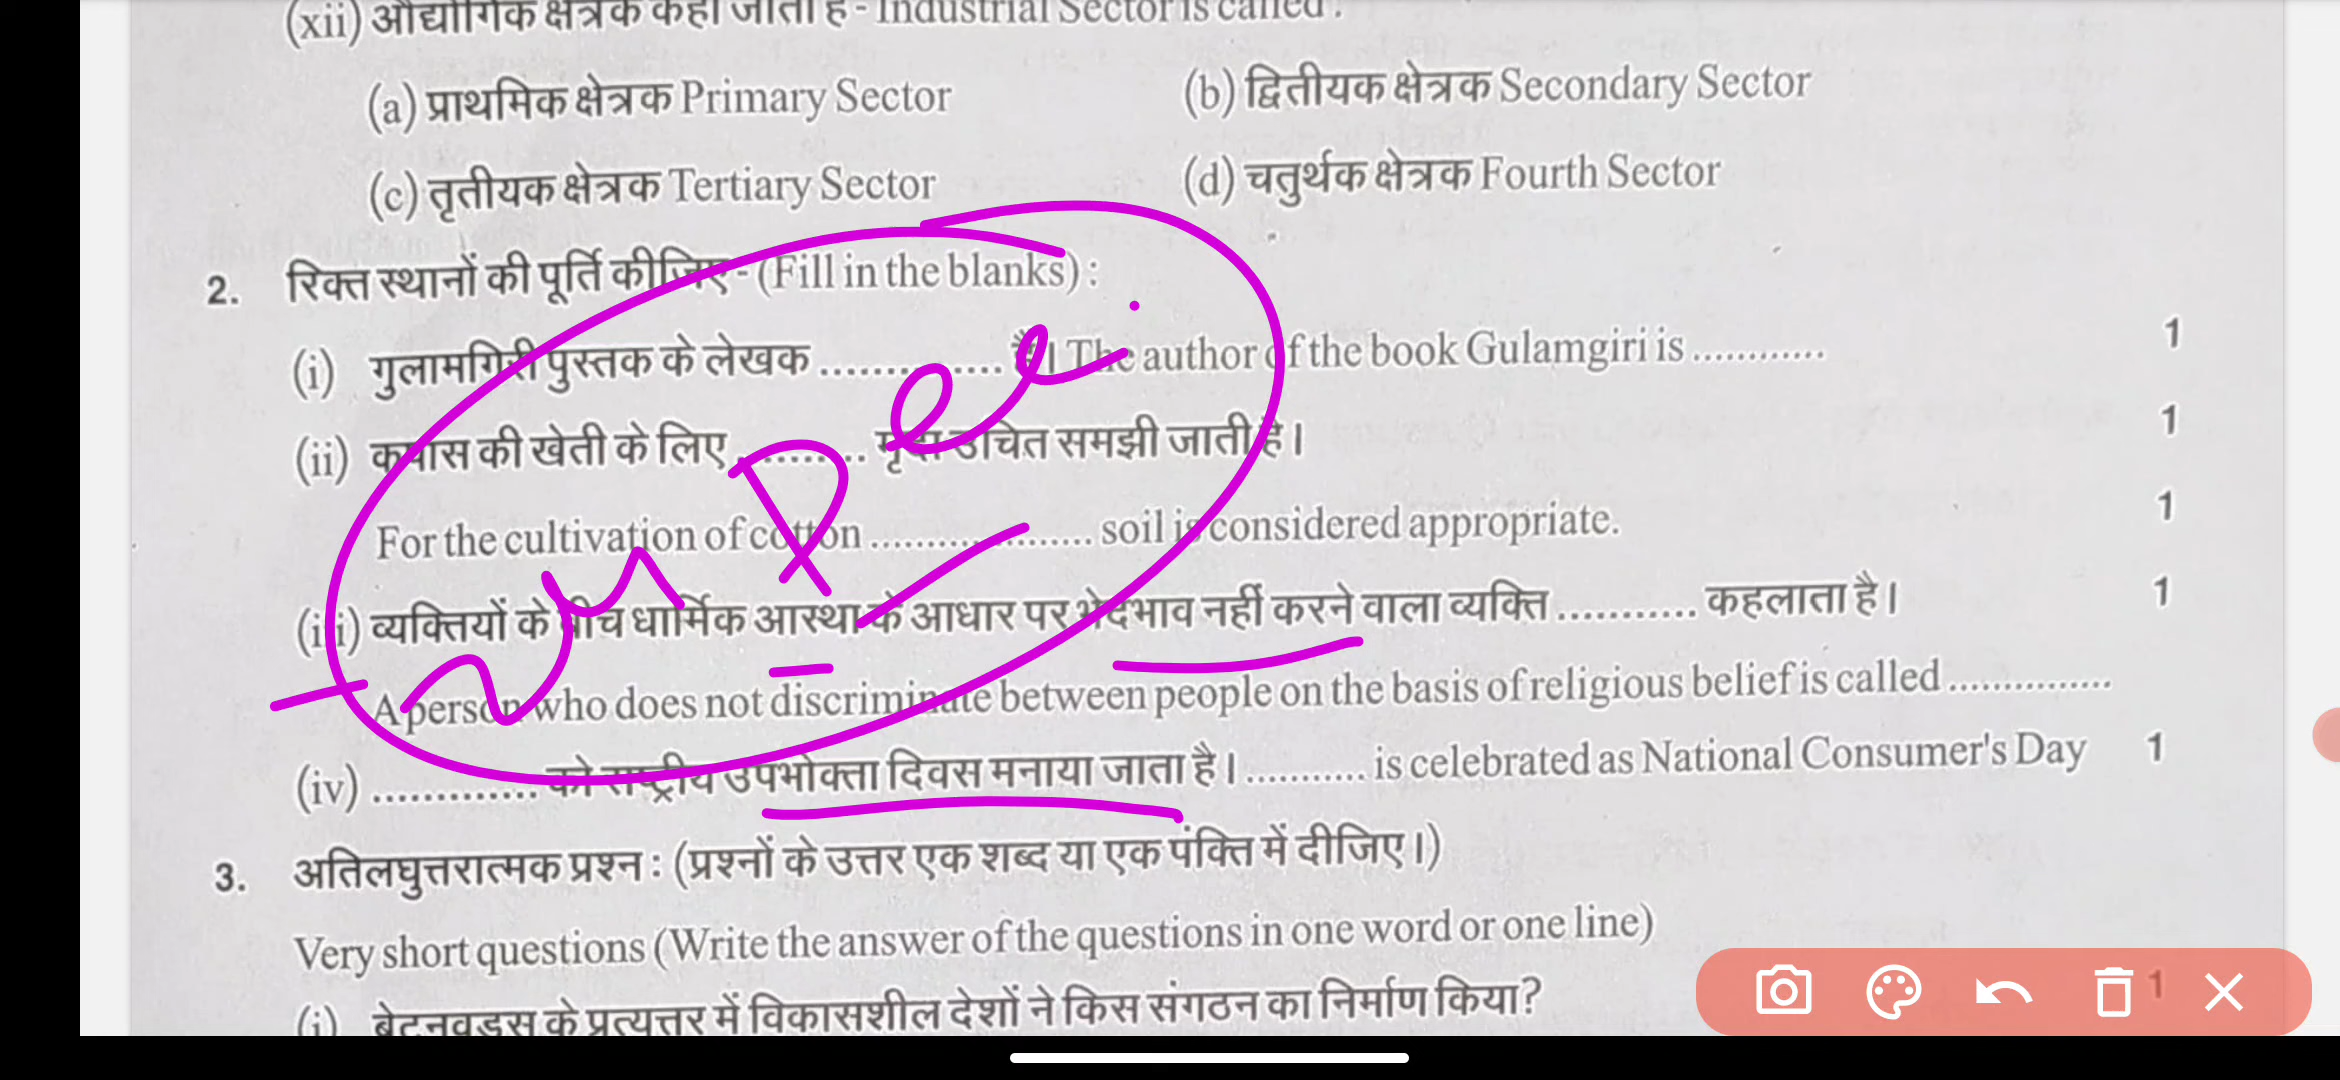 (xii) औद्योगिक क्षेत्रक कहा जाता है - Industrial Sector is called :
(a) प्राथमिक क्षेत्रक Primary Sector (b) द्वितीयक क्षेत्रक Secondary Sector
(c) तृतीयक क्षेत्रक Tertiary Sector (d) चतुर्थक क्षेत्रक Fourth Sector
2. रिक्त स्थानों की पूर्ति कीजिए - (Fill in the blanks) :
(i) गुलामगिरी पुस्तक के लेखक .............. हैं। The author of the book Gulamgiri is ............ 1
(ii) कपास की खेती के लिए .......... मृदा उचित समझी जाती है। 1
For the cultivation of cotton .................... soil is considered appropriate. 1
(iii) व्यक्तियों के बीच धार्मिक आस्था के आधार पर भेदभाव नहीं करने वाला व्यक्ति ........... कहलाता है। 1
A person who does not discriminate between people on the basis of religious belief is called ...............
(iv) ............. को राष्ट्रीय उपभोक्ता दिवस मनाया जाता है। ........... is celebrated as National Consumer's Day 1
3. अतिलघुत्तरात्मक प्रश्न : (प्रश्नों के उत्तर एक शब्द या एक पंक्ति में दीजिए।)
Very short questions (Write the answer of the questions in one word or one line)
(i) ब्रेटनवुड्स के प्रत्युत्तर में विकासशील देशों ने किस संगठन का निर्माण किया? 1